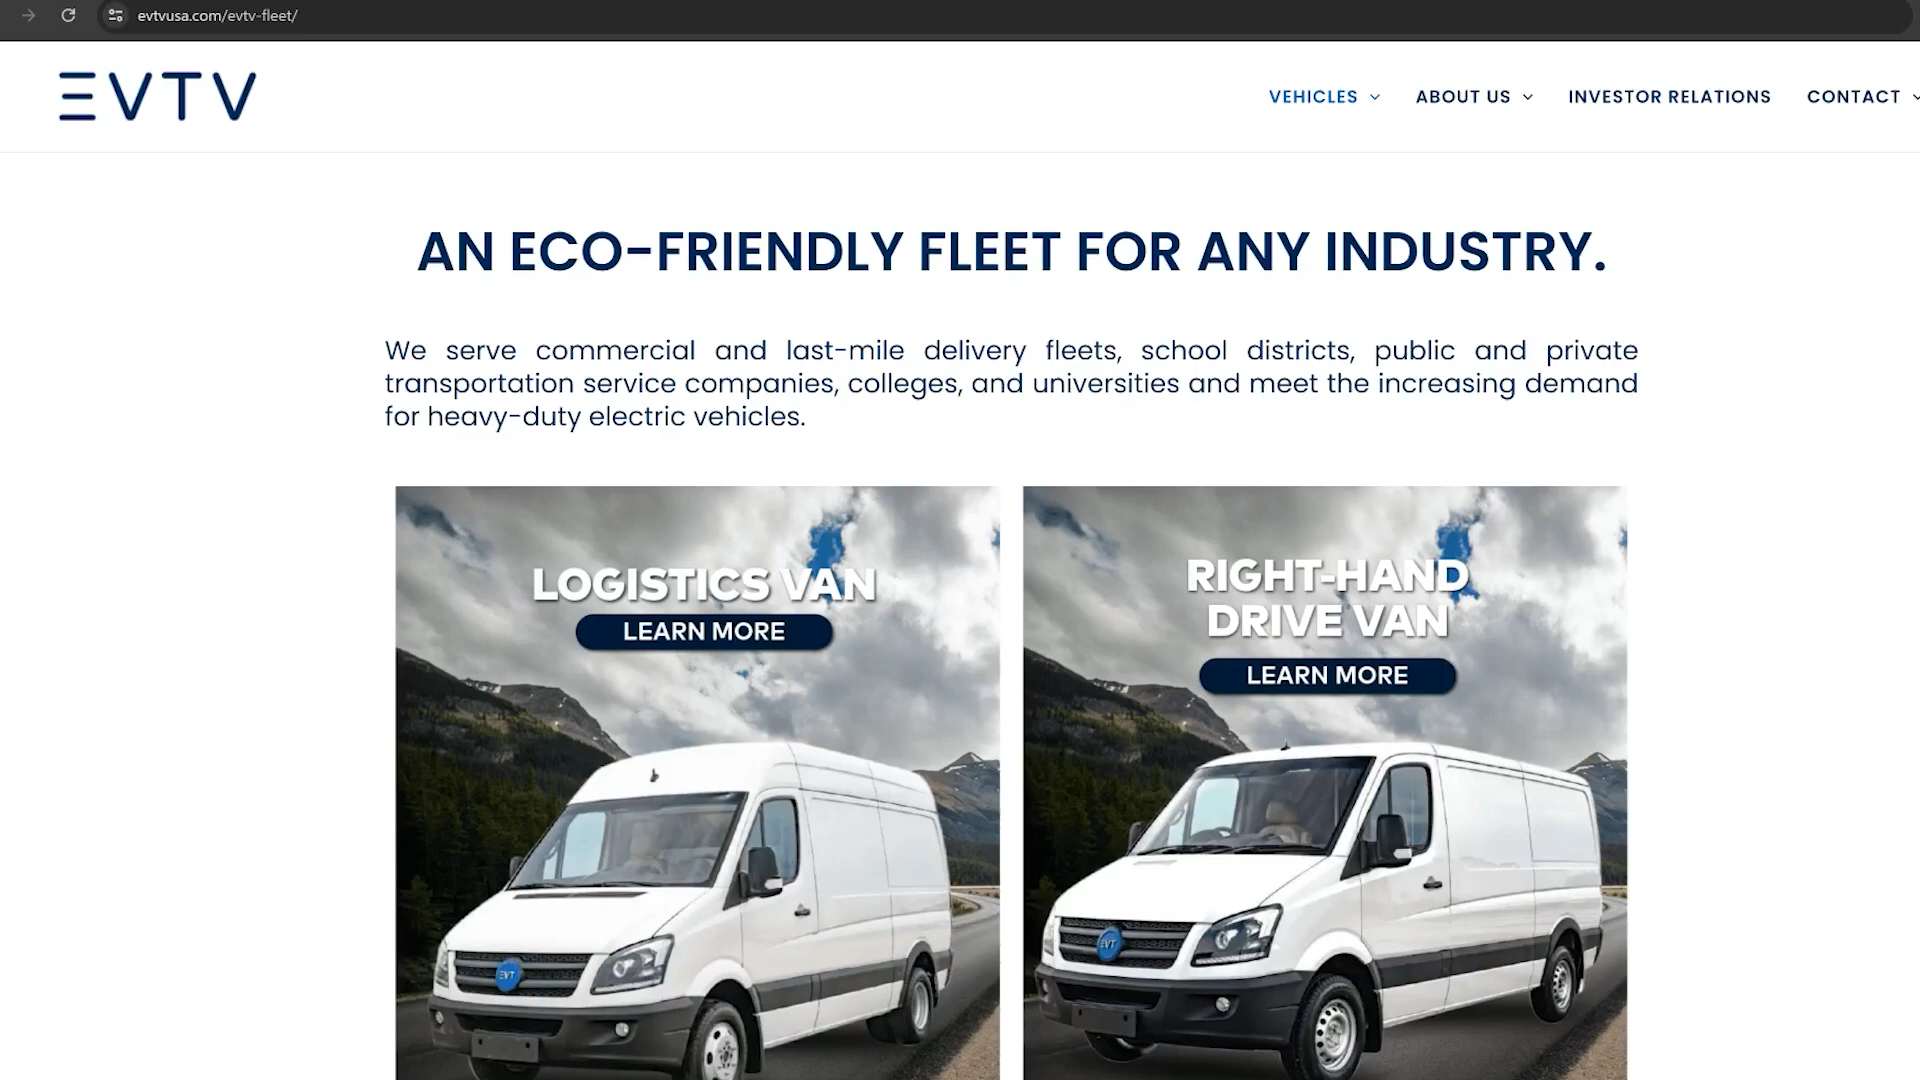 evtvusa.com/evtv-fleet/
EVTV
VEHICLES
ABOUT US
INVESTOR RELATIONS
CONTACT
AN ECO-FRIENDLY FLEET FOR ANY INDUSTRY.
We serve commercial and last-mile delivery fleets, school districts, public and private
transportation service companies, colleges, and universities and meet the increasing demand
for heavy-duty electric vehicles.
LOGISTICS VAN
LEARN MORE
RIGHT-HAND
DRIVE VAN
LEARN MORE
EVT
EVT